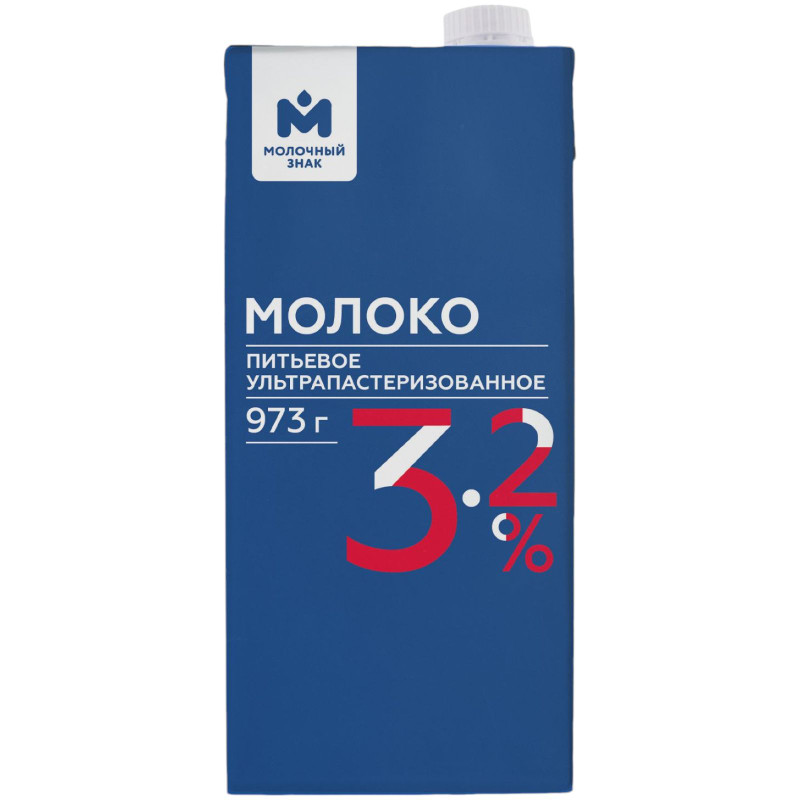 МОЛОЧНЫЙ
ЗНАК
МОЛОКО
ПИТЬЕВОЕ
УЛЬТРАПАСТЕРИЗОВАННОЕ
973 г
3.2
%